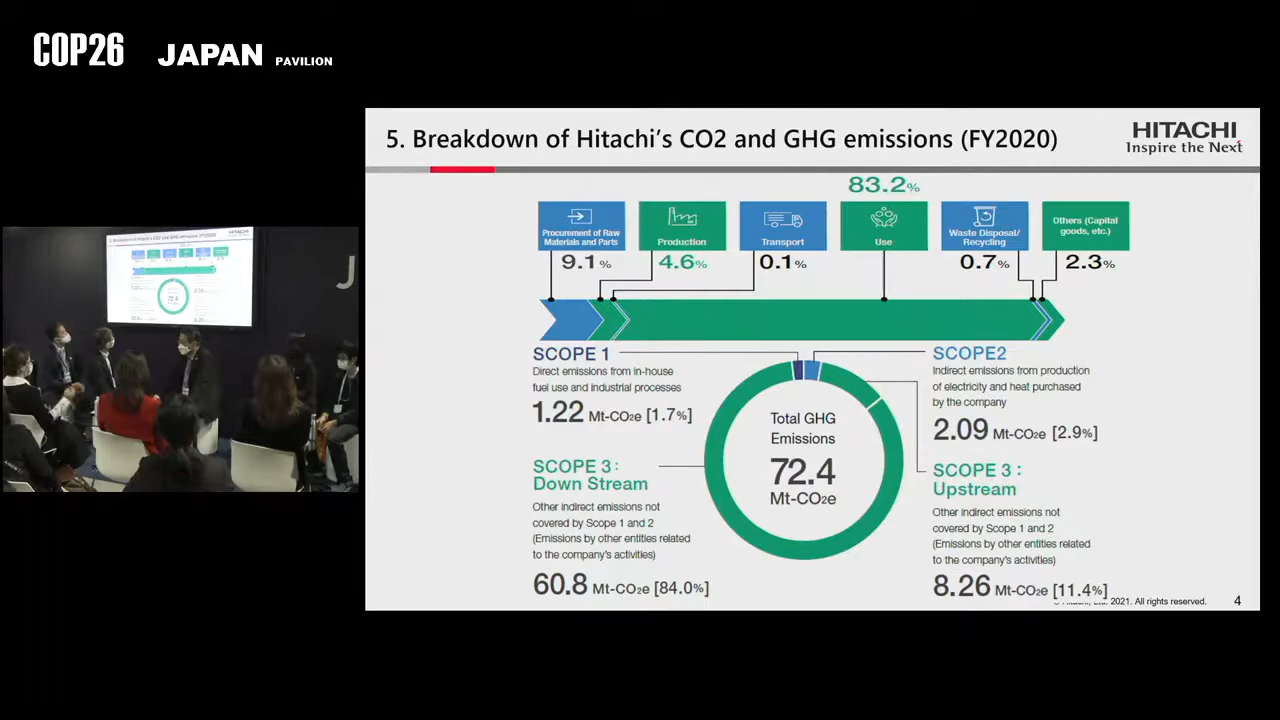 COP26 JAPAN PAVILION
5. Breakdown of Hitachi's CO2 and GHG emissions (FY2020)
HITACHI
Inspire the Next
83.2%
Procurement of Raw
Materials and Parts
Production
Transport
Use
Waste Disposal/
Recycling
Others (Capital
goods, etc.)
9.1%
4.6%
0.1%
0.7%
2.3%
SCOPE 1
Direct emissions from in-house
fuel use and industrial processes
1.22 Mt-CO2e [1.7%]
SCOPE2
Indirect emissions from production
of electricity and heat purchased
by the company
2.09 Mt-CO2e [2.9%]
Total GHG
Emissions
72.4
Mt-CO2e
SCOPE 3:
Down Stream
Other indirect emissions not
covered by Scope 1 and 2
(Emissions by other entities related
to the company's activities)
60.8 Mt-CO2e [84.0%]
SCOPE 3:
Upstream
Other indirect emissions not
covered by Scope 1 and 2
(Emissions by other entities related
to the company's activities)
8.26 Mt-CO2e [11.4%]
2021. All rights reserved.
4
J